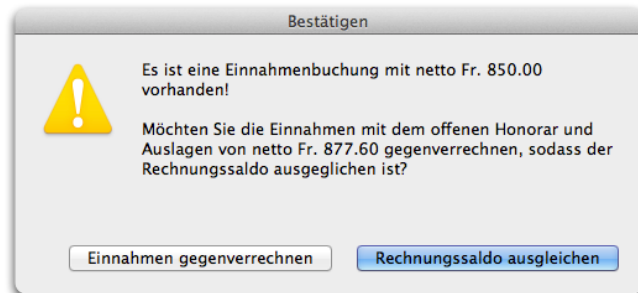 Bestätigen
Es ist eine Einnahmenbuchung mit netto Fr. 850.00
vorhanden!
Möchten Sie die Einnahmen mit dem offenen Honorar und
Auslagen von netto Fr. 877.60 gegenverrechnen, sodass der
Rechnungssaldo ausgeglichen ist?
Einnahmen gegenverrechnen
Rechnungssaldo ausgleichen